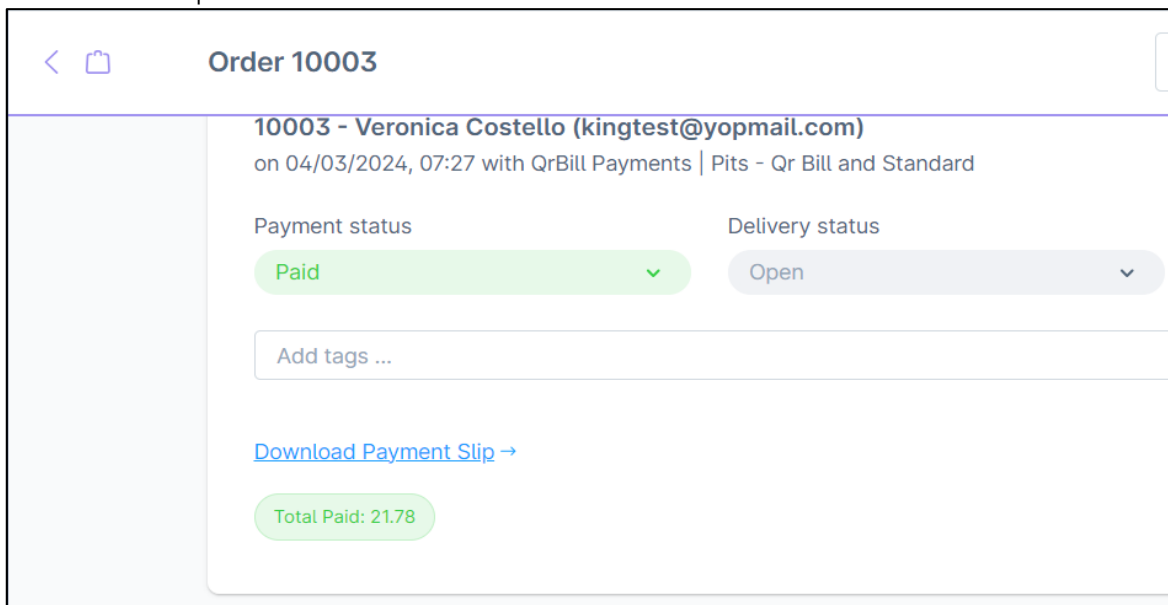 Order 10003
10003 - Veronica Costello (kingtest@yopmail.com)
on 04/03/2024, 07:27 with QrBill Payments | Pits - Qr Bill and Standard
Payment status Delivery status
Paid Open
Add tags ...
Download Payment Slip →
Total Paid: 21.78